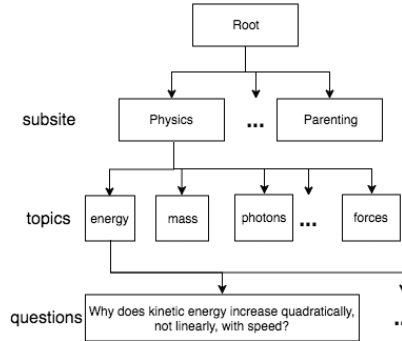 Root
subsite
Physics
...
Parenting
topics
energy
mass
photons
...
forces
questions
Why does kinetic energy increase quadratically,
not linearly, with speed?
...